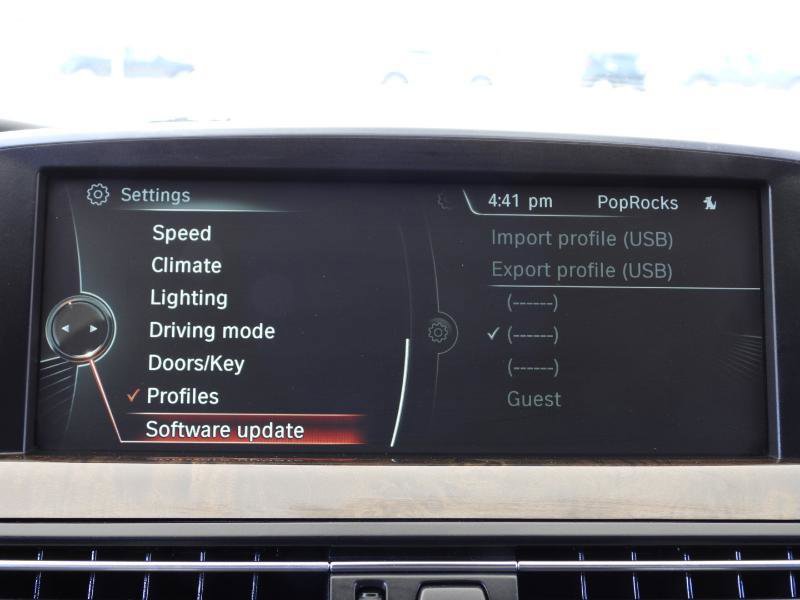 Settings
4:41 pm PopRocks
Speed
Climate
Lighting
Driving mode
Doors/Key
Profiles
Software update
Import profile (USB)
Export profile (USB)
(------)
(------)
(------)
Guest